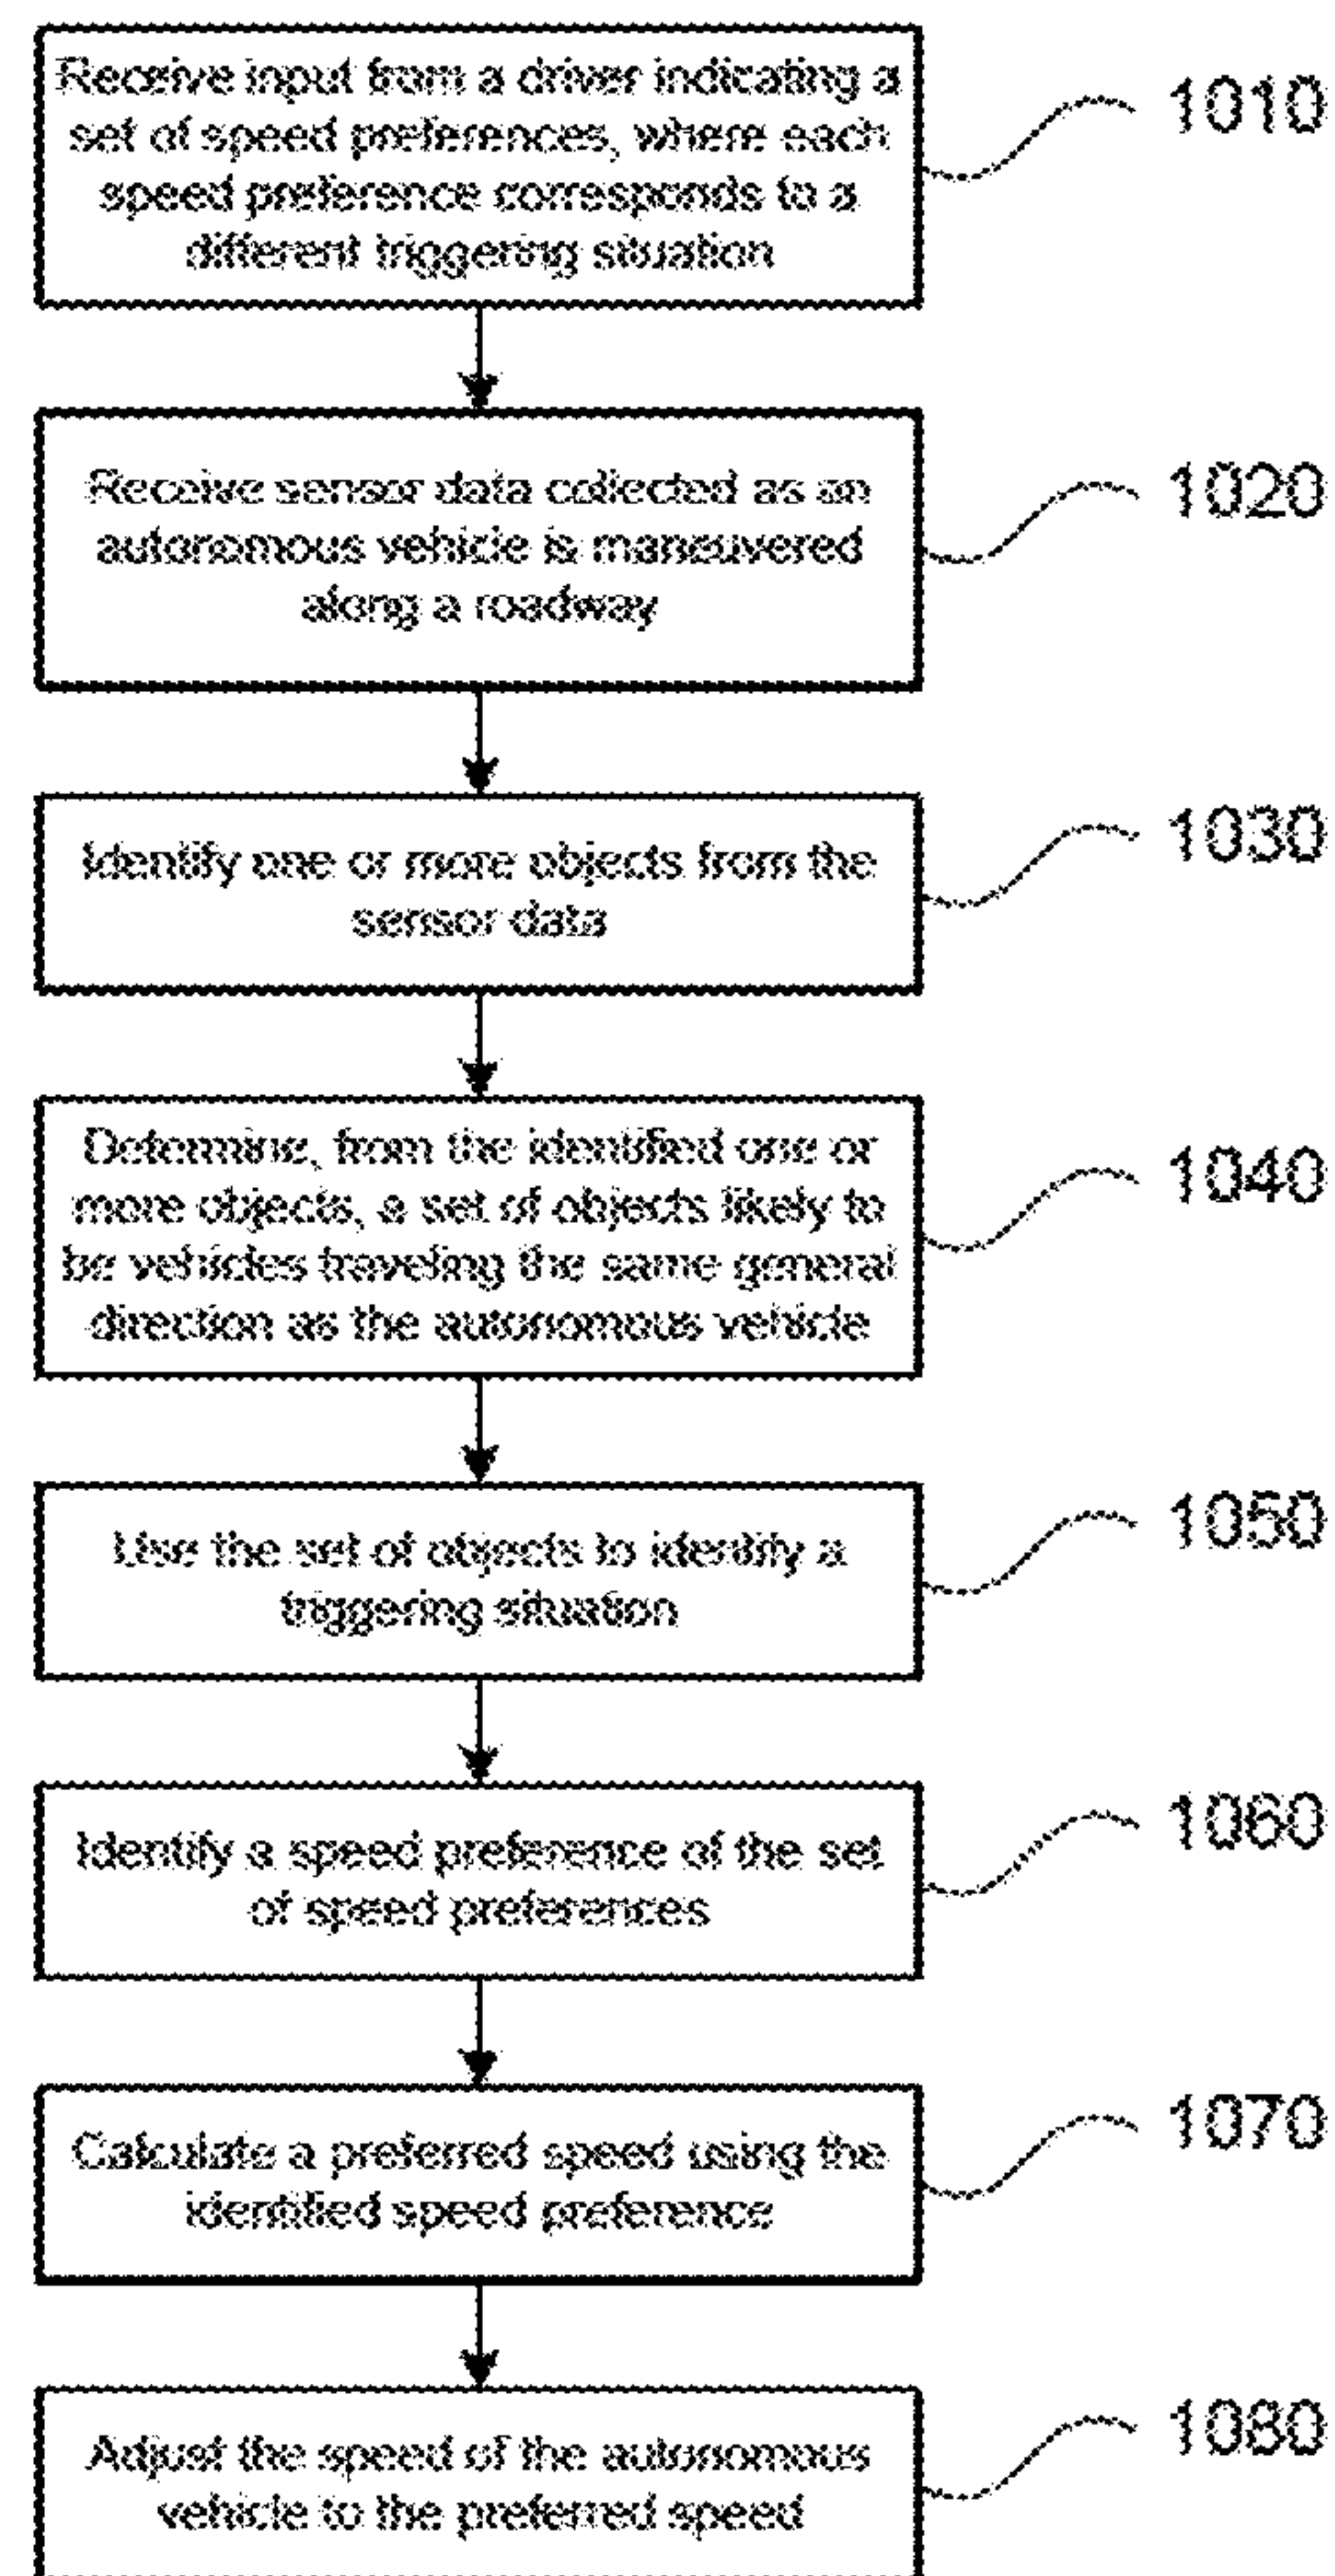 Receive input from a driver indicating a
set of speed preferences, where each
speed preference corresponds to a
different triggering situation
1010
Receive sensor data collected as an
autonomous vehicle is maneuvered
along a roadway
1020
Identify one or more objects from the
sensor data
1030
Determine, from the identified one or
more objects, a set of objects likely to
be vehicles traveling the same general
direction as the autonomous vehicle
1040
Use the set of objects to identify a
triggering situation
1050
Identify a speed preference of the set
of speed preferences
1060
Calculate a preferred speed using the
identified speed preference
1070
Adjust the speed of the autonomous
vehicle to the preferred speed
1080